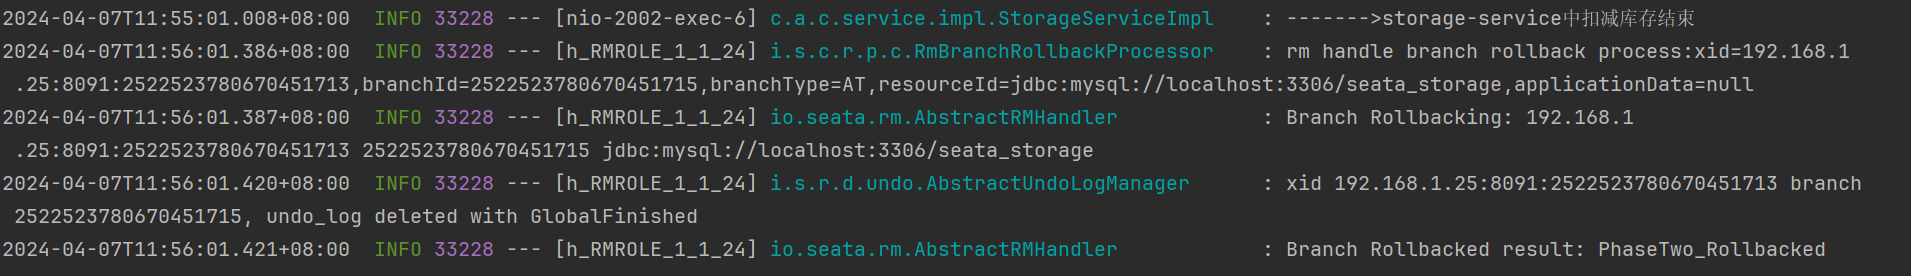 2024-04-07T11:55:01.008+08:00  INFO 33228 --- [nio-2002-exec-6] c.a.c.service.impl.StorageServiceImpl    : ------->storage-service中扣减库存结束
2024-04-07T11:56:01.386+08:00  INFO 33228 --- [h_RMROLE_1_1_24] i.s.c.r.p.c.RmBranchRollbackProcessor    : rm handle branch rollback process:xid=192.168.1
.25:8091:2522523780670451713,branchId=2522523780670451715,branchType=AT,resourceId=jdbc:mysql://localhost:3306/seata_storage,applicationData=null
2024-04-07T11:56:01.387+08:00  INFO 33228 --- [h_RMROLE_1_1_24] io.seata.rm.AbstractRMHandler            : Branch Rollbacking: 192.168.1
.25:8091:2522523780670451713 2522523780670451715 jdbc:mysql://localhost:3306/seata_storage
2024-04-07T11:56:01.420+08:00  INFO 33228 --- [h_RMROLE_1_1_24] i.s.r.d.undo.AbstractUndoLogManager      : xid 192.168.1.25:8091:2522523780670451713 branch
2522523780670451715, undo_log deleted with GlobalFinished
2024-04-07T11:56:01.421+08:00  INFO 33228 --- [h_RMROLE_1_1_24] io.seata.rm.AbstractRMHandler            : Branch Rollbacked result: PhaseTwo_Rollbacked